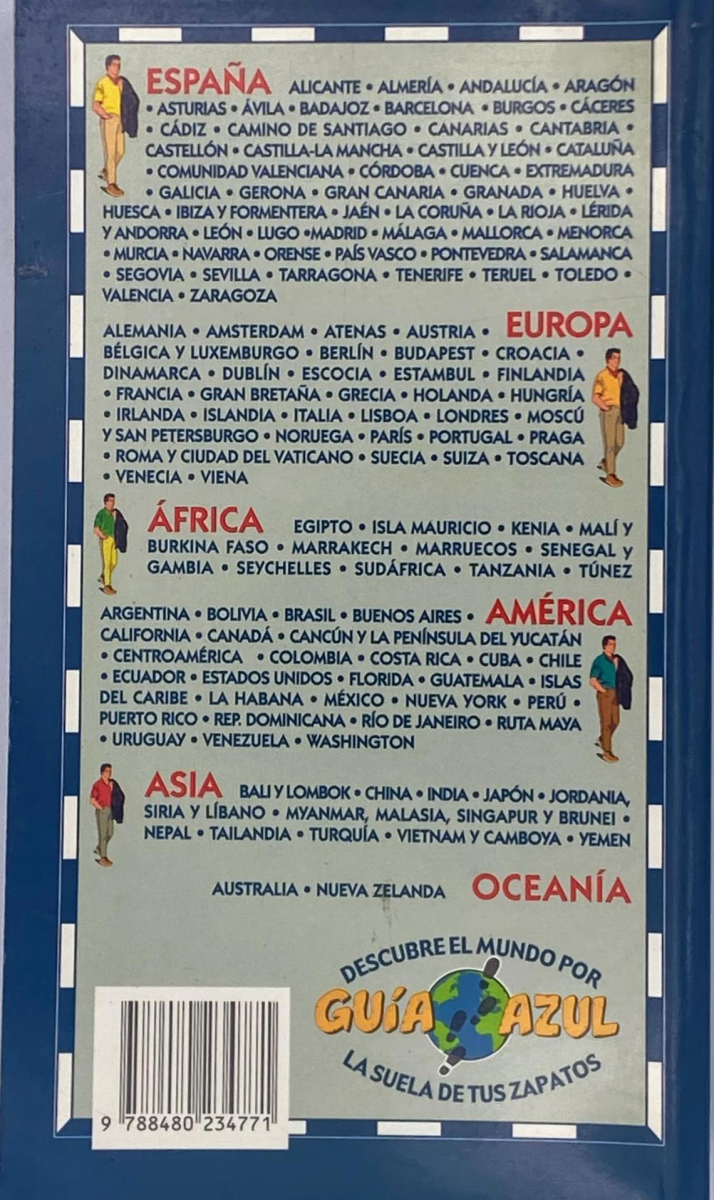 ESPAÑA ALICANTE • ALMERÍA • ANDALUCÍA • ARAGÓN
• ASTURIAS • ÁVILA • BADAJOZ • BARCELONA • BURGOS • CÁCERES
• CÁDIZ • CAMINO DE SANTIAGO • CANARIAS • CANTABRIA •
CASTELLÓN • CASTILLA-LA MANCHA • CASTILLA Y LEÓN • CATALUÑA
• COMUNIDAD VALENCIANA • CÓRDOBA • CUENCA • EXTREMADURA
• GALICIA • GERONA • GRAN CANARIA • GRANADA • HUELVA •
HUESCA • IBIZA Y FORMENTERA • JAÉN • LA CORUÑA • LA RIOJA • LÉRIDA
Y ANDORRA • LEÓN • LUGO •MADRID • MÁLAGA • MALLORCA • MENORCA
• MURCIA • NAVARRA • ORENSE • PAÍS VASCO • PONTEVEDRA • SALAMANCA
• SEGOVIA • SEVILLA • TARRAGONA • TENERIFE • TERUEL • TOLEDO •
VALENCIA • ZARAGOZA
ALEMANIA • AMSTERDAM • ATENAS • AUSTRIA • EUROPA
BÉLGICA Y LUXEMBURGO • BERLÍN • BUDAPEST • CROACIA •
DINAMARCA • DUBLÍN • ESCOCIA • ESTAMBUL • FINLANDIA
• FRANCIA • GRAN BRETAÑA • GRECIA • HOLANDA • HUNGRÍA
• IRLANDA • ISLANDIA • ITALIA • LISBOA • LONDRES • MOSCÚ
Y SAN PETERSBURGO • NORUEGA • PARÍS • PORTUGAL • PRAGA
• ROMA Y CIUDAD DEL VATICANO • SUECIA • SUIZA • TOSCANA
• VENECIA • VIENA
ÁFRICA EGIPTO • ISLA MAURICIO • KENIA • MALÍ Y
BURKINA FASO • MARRAKECH • MARRUECOS • SENEGAL y
GAMBIA • SEYCHELLES • SUDÁFRICA • TANZANIA • TÚNEZ
ARGENTINA • BOLIVIA • BRASIL • BUENOS AIRES • AMÉRICA
CALIFORNIA • CANADÁ • CANCÚN Y LA PENÍNSULA DEL YUCATÁN
• CENTROAMÉRICA • COLOMBIA • COSTA RICA • CUBA • CHILE
• ECUADOR • ESTADOS UNIDOS • FLORIDA • GUATEMALA • ISLAS
DEL CARIBE • LA HABANA • MÉXICO • NUEVA YORK • PERÚ •
PUERTO RICO • REP. DOMINICANA • RÍO DE JANEIRO • RUTA MAYA
• URUGUAY • VENEZUELA • WASHINGTON
ASIA BALI Y LOMBOK • CHINA • INDIA • JAPÓN • JORDANIA,
SIRIA Y LÍBANO • MYANMAR, MALASIA, SINGAPUR Y BRUNEI •
NEPAL • TAILANDIA • TURQUÍA • VIETNAM Y CAMBOYA • YEMEN
AUSTRALIA • NUEVA ZELANDA OCEANÍA
DESCUBRE EL MUNDO POR
GUÍA AZUL
LA SUELA DE TUS ZAPATOS
9 788480 234771